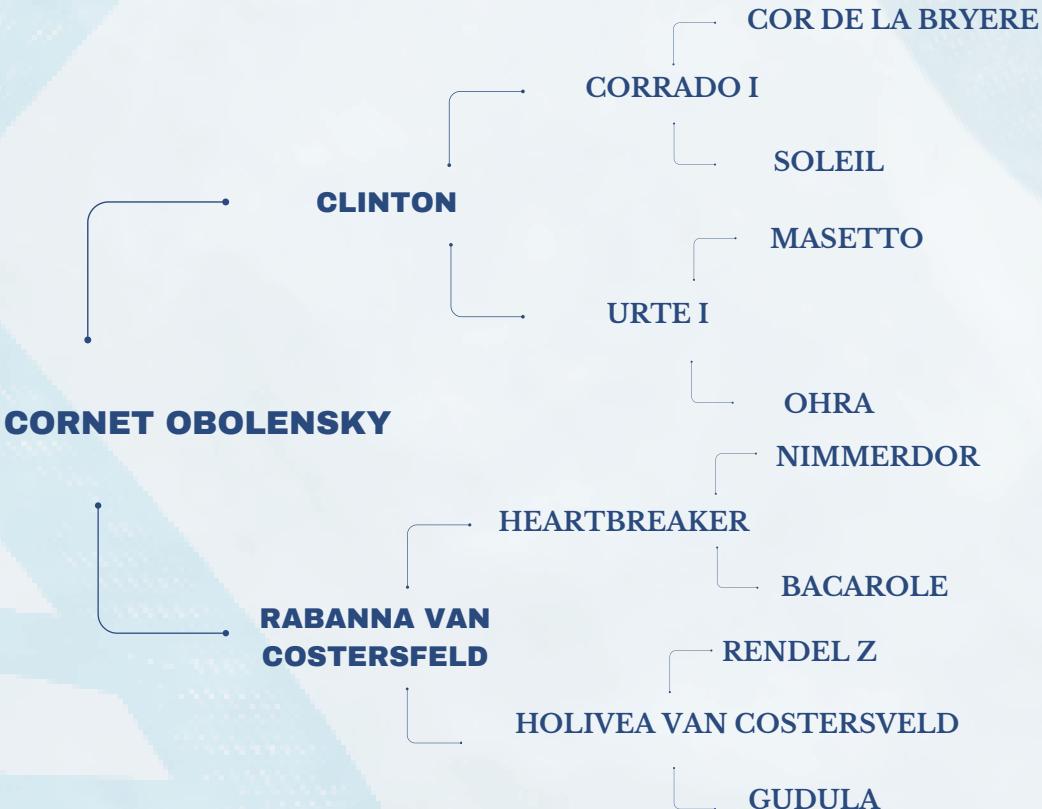 COR DE LA BRYERE
CORRADO I
SOLEIL
CLINTON
MASETTO
URTE I
OHRA
CORNET OBOLENSKY
NIMMERDOR
HEARTBREAKER
BACAROLE
RABANNA VAN
COSTERSFELD
RENDEL Z
HOLIVEA VAN COSTERSVELD
GUDULA